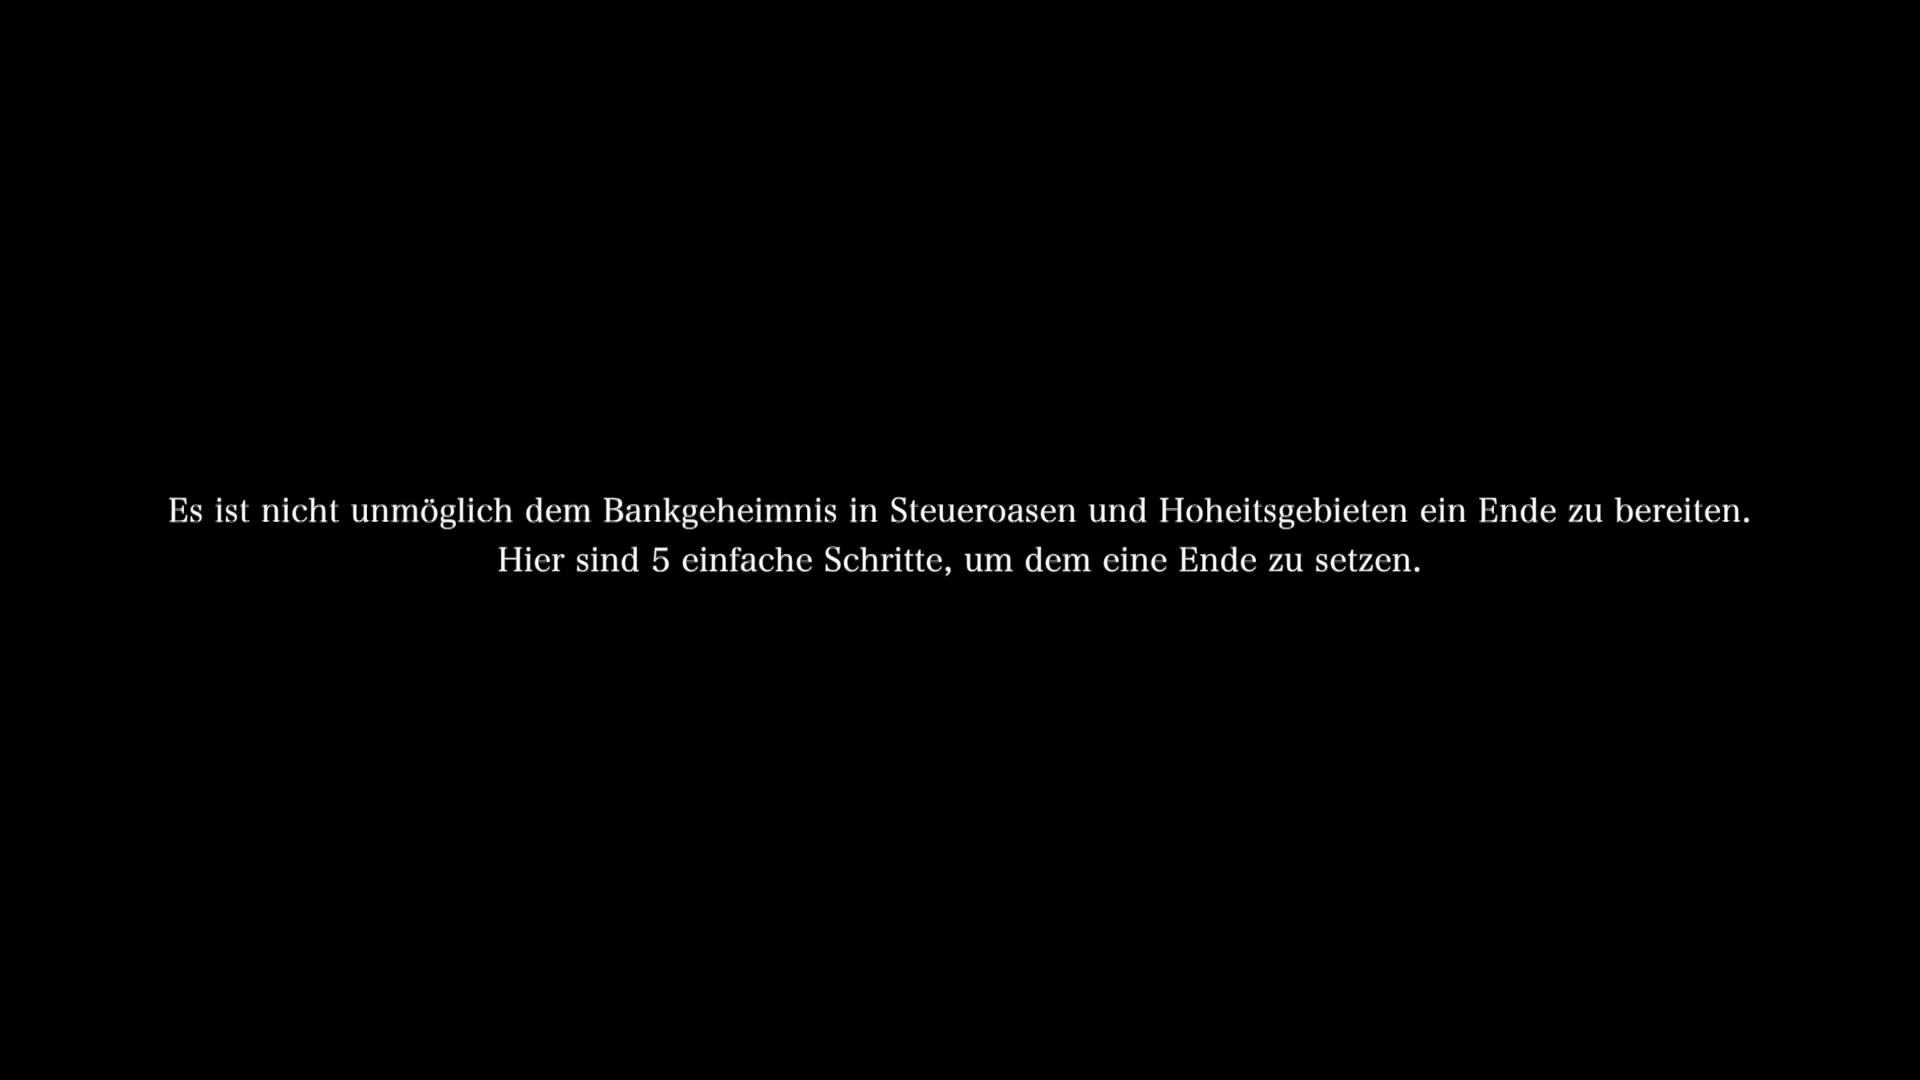 Es ist nicht unmöglich dem Bankgeheimnis in Steueroasen und Hoheitsgebieten ein Ende zu bereiten.
Hier sind 5 einfache Schritte, um dem eine Ende zu setzen.